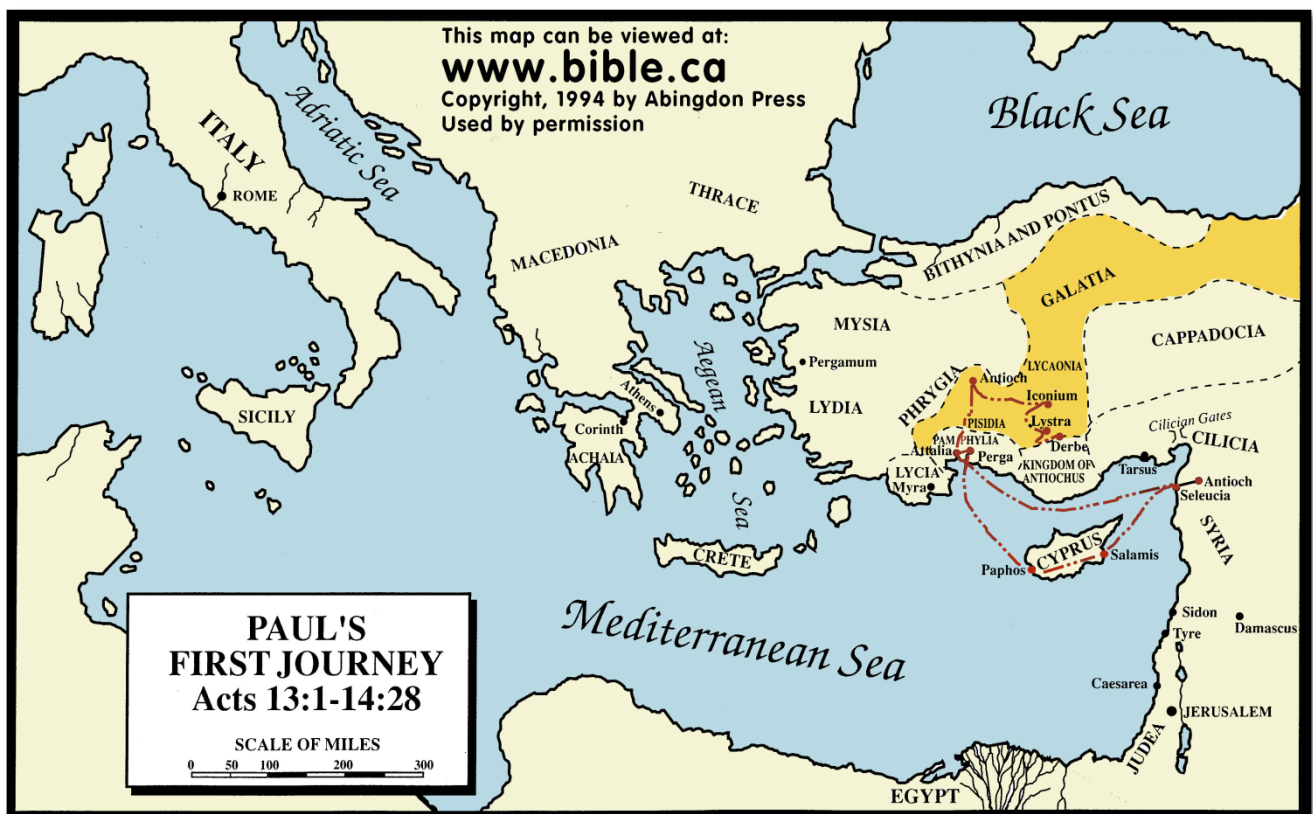 This map can be viewed at:
www.bible.ca
Copyright, 1994 by Abingdon Press
Used by permission
Black Sea
Adriatic Sea
ITALY
ROME
THRACE
MACEDONIA
BITHYNIA AND PONTUS
GALATIA
MYSIA
CAPPADOCIA
Pergamum
LYCAONIA
Aegean
Sea
PHRYGIA
Antioch
Iconium
LYDIA
SICILY
Athens
Corinth
ACHAIA
PISIDIA
Lystra
Derbe
Cilician Gates
CILICIA
PAM PHYLIA
Attalia
Perga
KINGDOM OF
ANTIOCHUS
Tarsus
LYCIA
Myra
Antioch
Seleucia
SYRIA
CRETE
CYPRUS
Salamis
Paphos
Mediterranean Sea
Sidon
Damascus
Tyre
Caesarea
JERUSALEM
JUDEA
EGYPT
PAUL'S
FIRST JOURNEY
Acts 13:1-14:28
SCALE OF MILES
0 50 100 200 300